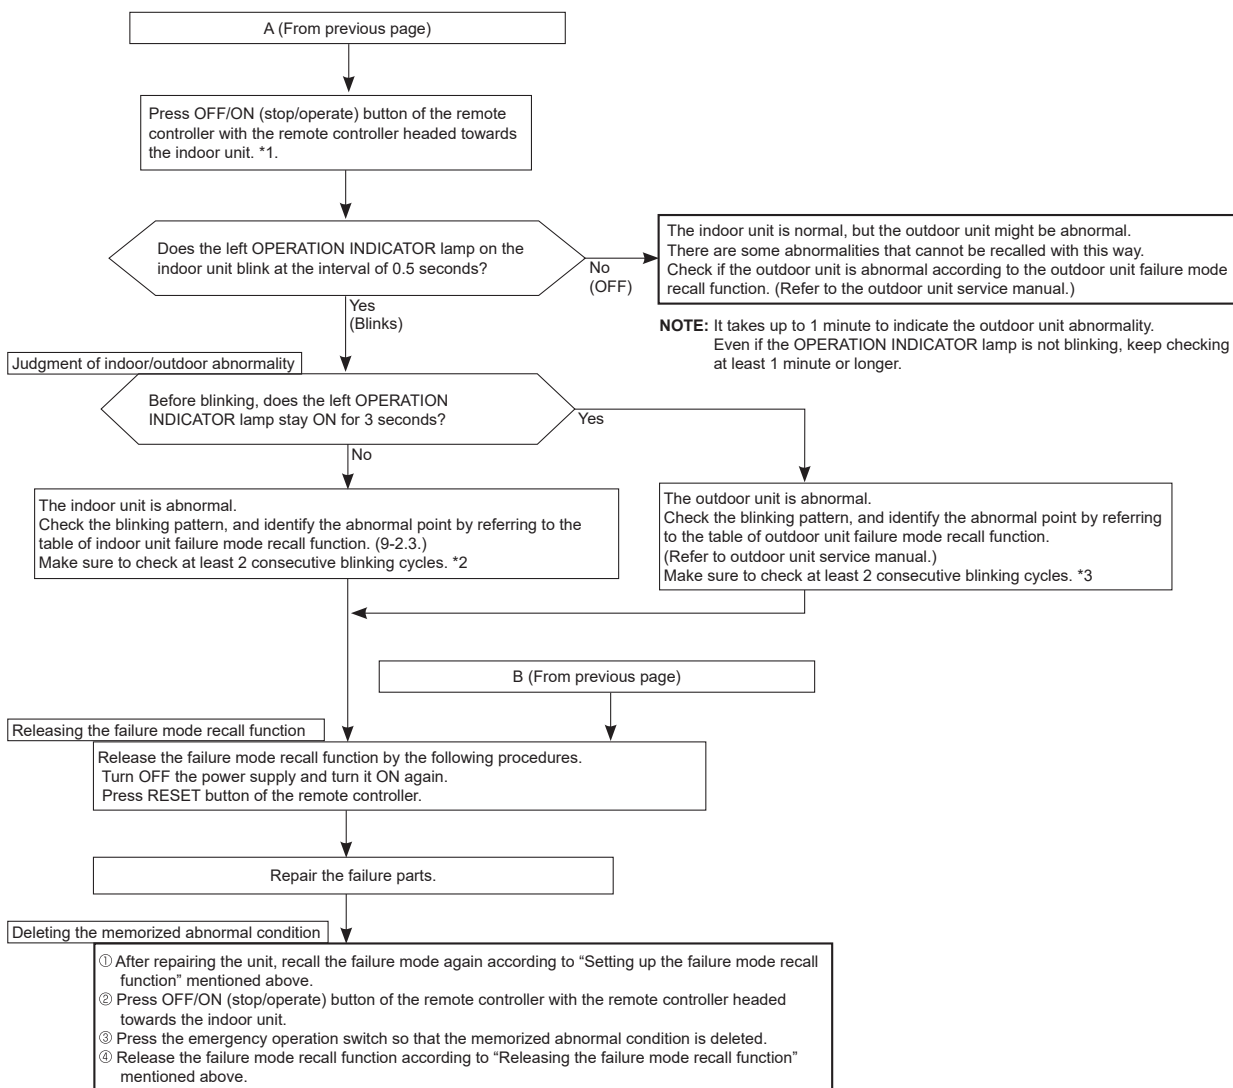 A (From previous page)
Press OFF/ON (stop/operate) button of the remote
controller with the remote controller headed towards
the indoor unit. *1.
Does the left OPERATION INDICATOR lamp on the
indoor unit blink at the interval of 0.5 seconds?
No
(OFF)
The indoor unit is normal, but the outdoor unit might be abnormal.
There are some abnormalities that cannot be recalled with this way.
Check if the outdoor unit is abnormal according to the outdoor unit failure mode
recall function. (Refer to the outdoor unit service manual.)
NOTE: It takes up to 1 minute to indicate the outdoor unit abnormality.
Even if the OPERATION INDICATOR lamp is not blinking, keep checking
at least 1 minute or longer.
Yes
(Blinks)
Judgment of indoor/outdoor abnormality
Before blinking, does the left OPERATION
INDICATOR lamp stay ON for 3 seconds?
Yes
No
The indoor unit is abnormal.
Check the blinking pattern, and identify the abnormal point by referring to the
table of indoor unit failure mode recall function. (9-2.3.)
Make sure to check at least 2 consecutive blinking cycles. *2
The outdoor unit is abnormal.
Check the blinking pattern, and identify the abnormal point by referring
to the table of outdoor unit failure mode recall function.
(Refer to outdoor unit service manual.)
Make sure to check at least 2 consecutive blinking cycles. *3
B (From previous page)
Releasing the failure mode recall function
Release the failure mode recall function by the following procedures.
Turn OFF the power supply and turn it ON again.
Press RESET button of the remote controller.
Repair the failure parts.
Deleting the memorized abnormal condition
① After repairing the unit, recall the failure mode again according to “Setting up the failure mode recall
function” mentioned above.
② Press OFF/ON (stop/operate) button of the remote controller with the remote controller headed
towards the indoor unit.
③ Press the emergency operation switch so that the memorized abnormal condition is deleted.
④ Release the failure mode recall function according to “Releasing the failure mode recall function”
mentioned above.